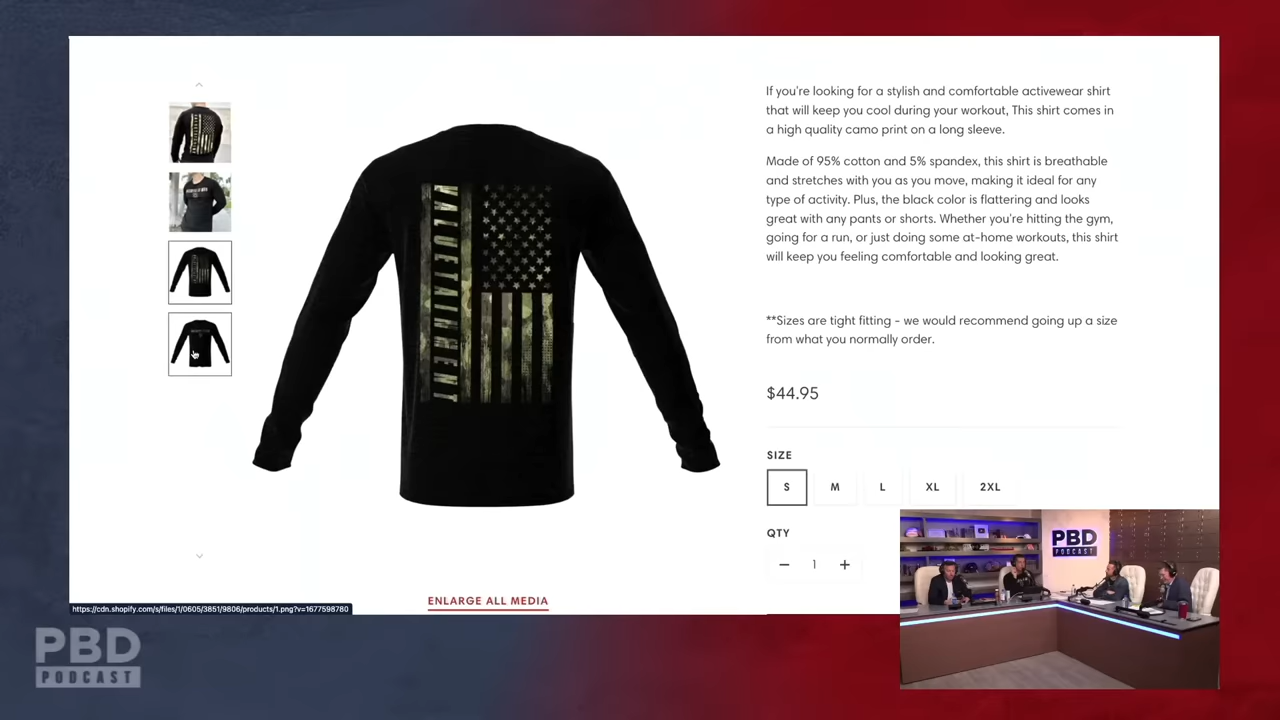 If you're looking for a stylish and comfortable activewear shirt
that will keep you cool during your workout, This shirt comes in
a high quality camo print on a long sleeve.
Made of 95% cotton and 5% spandex, this shirt is breathable
and stretches with you as you move, making it ideal for any
type of activity. Plus, the black color is flattering and looks
great with any pants or shorts. Whether you're hitting the gym,
going for a run, or just doing some at-home workouts, this shirt
will keep you feeling comfortable and looking great.
**Sizes are tight fitting - we would recommend going up a size
from what you normally order.
$44.95
SIZE
S M L XL 2XL
QTY
− 1 +
VALUETAINMENT
ENLARGE ALL MEDIA
https://cdn.shopify.com/s/files/1/0605/3851/9806/products/1.png?v=1677598780
PBD
PODCAST
PBD
PODCAST